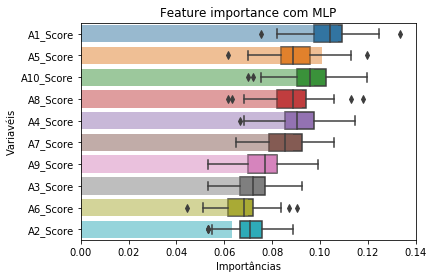 Feature importance com MLP
A1_Score
A5_Score
A10_Score
A8_Score
A4_Score
A7_Score
A9_Score
A3_Score
A6_Score
A2_Score
Variavéis
0.00 0.02 0.04 0.06 0.08 0.10 0.12 0.14
Importâncias